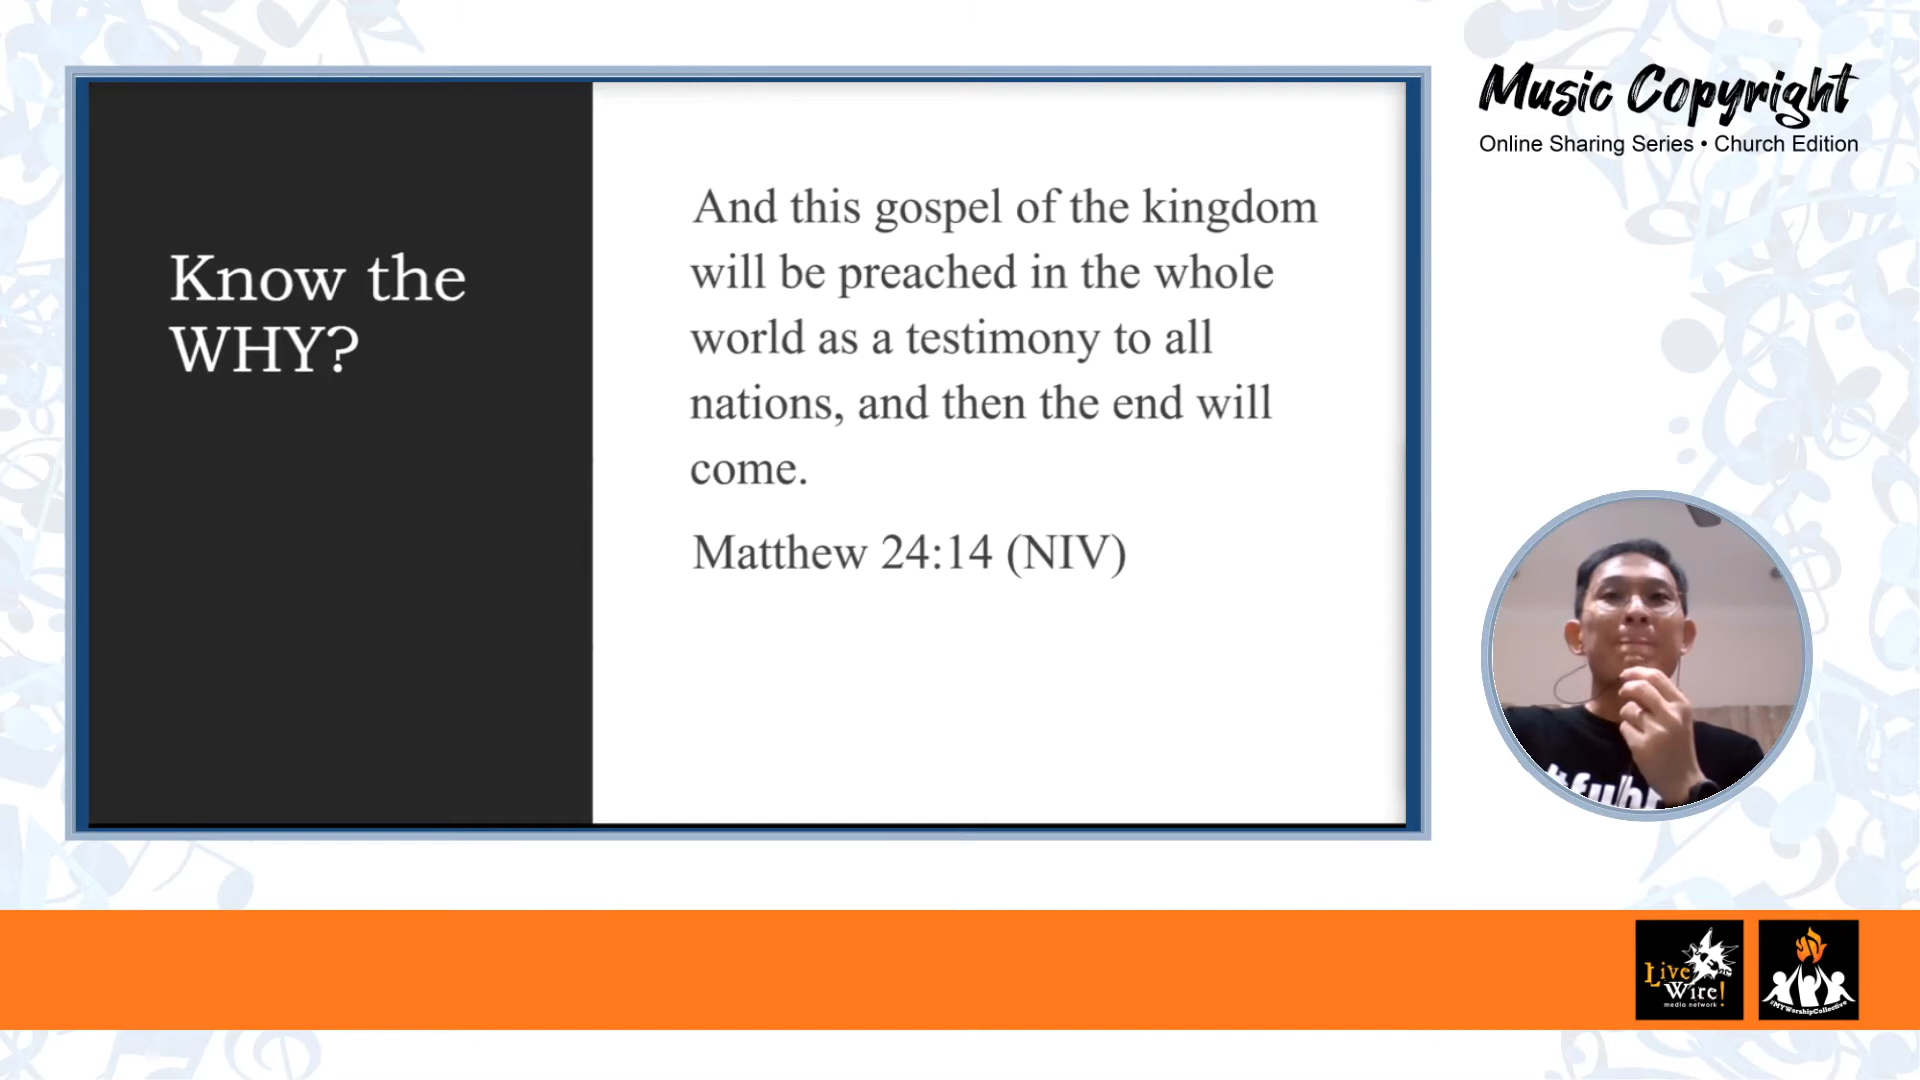 Music Copyright
Online Sharing Series • Church Edition
Know the
WHY?
And this gospel of the kingdom
will be preached in the whole
world as a testimony to all
nations, and then the end will
come.
Matthew 24:14 (NIV)
Live
Wire!
media network
#MYWorshipCollective